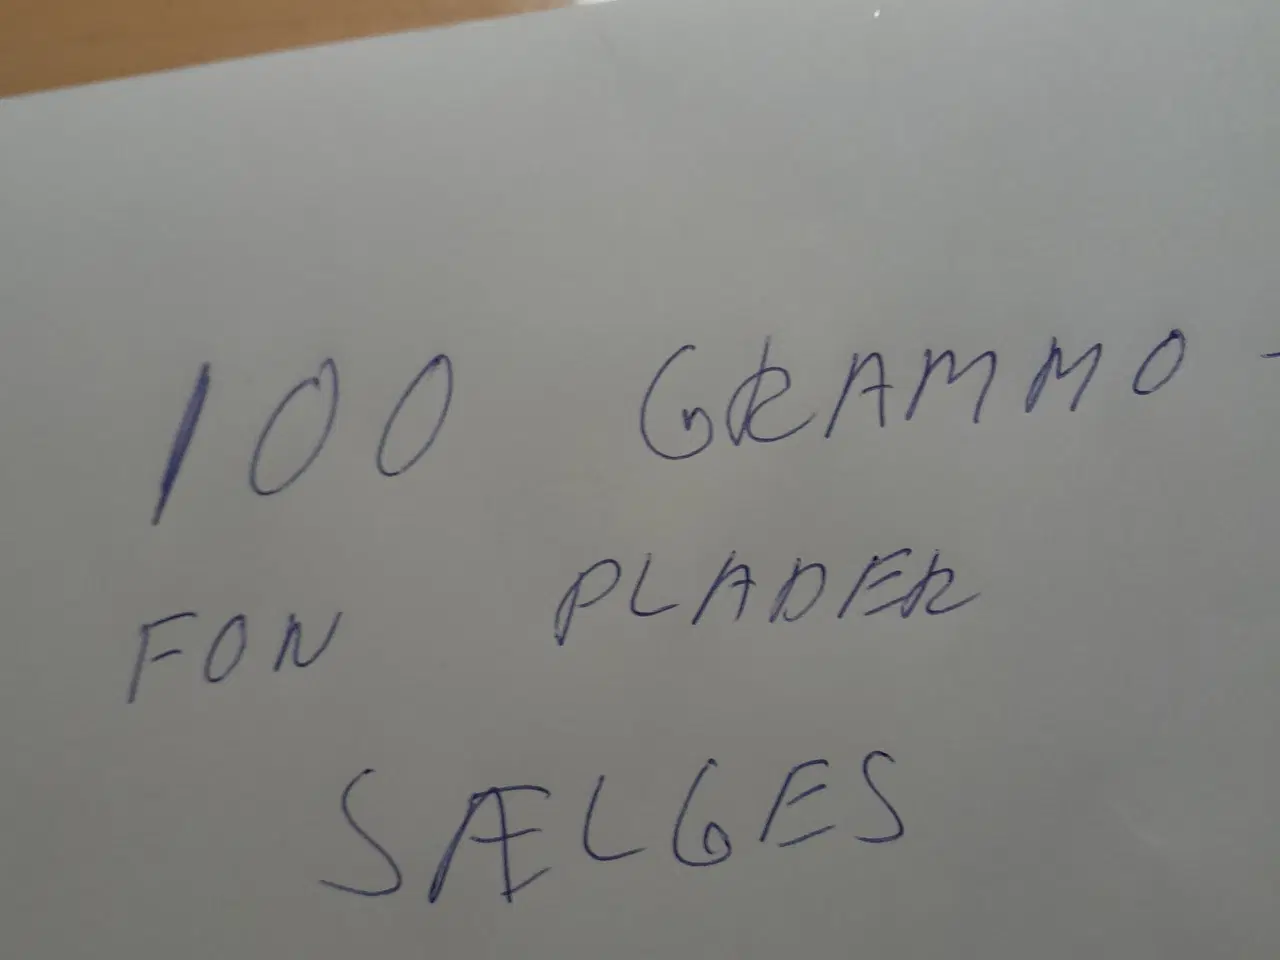 100 GRAMMO-
FON PLADER
SÆLGES